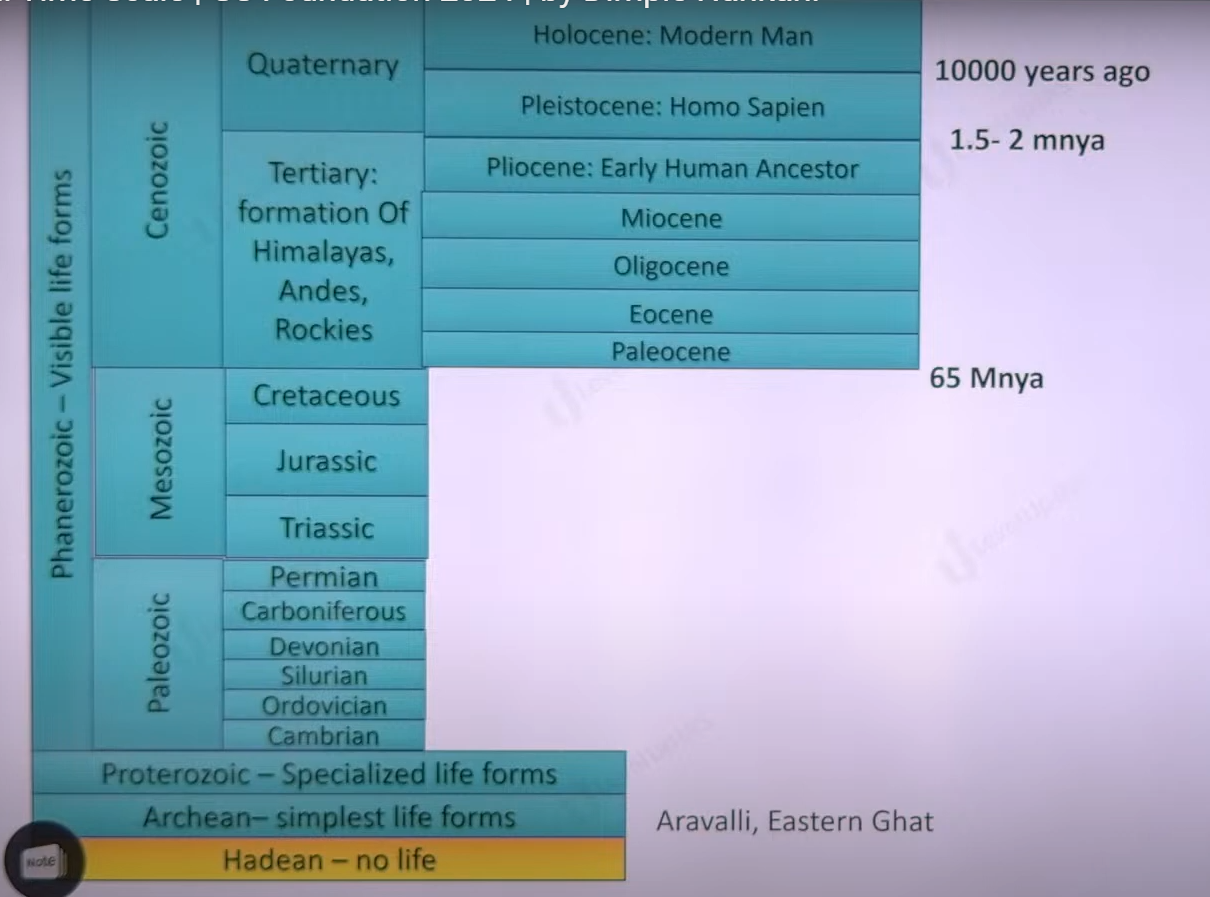 Holocene: Modern Man
Quaternary
10000 years ago
Pleistocene: Homo Sapien
1.5- 2 mnya
Cenozoic
Pliocene: Early Human Ancestor
Tertiary:
formation Of
Himalayas,
Andes,
Rockies
Miocene
Oligocene
Eocene
Paleocene
65 Mnya
Phanerozoic – Visible life forms
Mesozoic
Cretaceous
Jurassic
Triassic
Paleozoic
Permian
Carboniferous
Devonian
Silurian
Ordovician
Cambrian
Proterozoic – Specialized life forms
Archean– simplest life forms
Aravalli, Eastern Ghat
Hadean – no life
Note